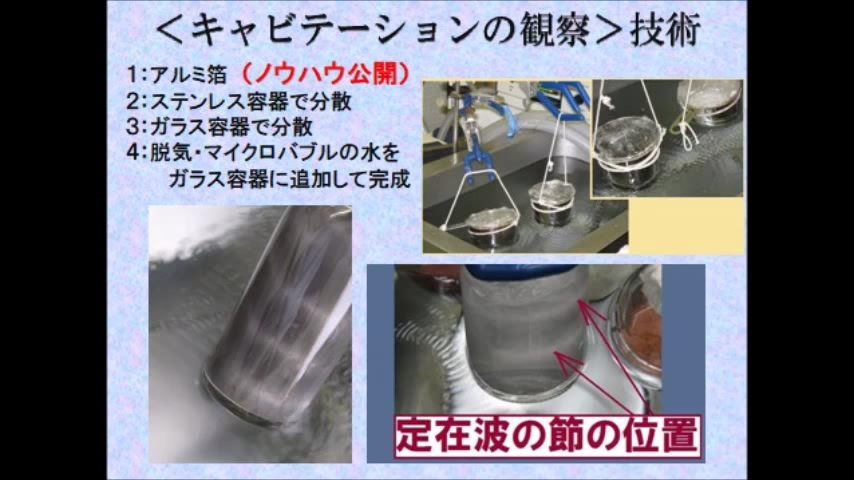 ＜キャビテーションの観察＞技術
1：アルミ箔（ノウハウ公開）
2：ステンレス容器で分散
3：ガラス容器で分散
4：脱気・マイクロバブルの水を
ガラス容器に追加して完成
定在波の節の位置